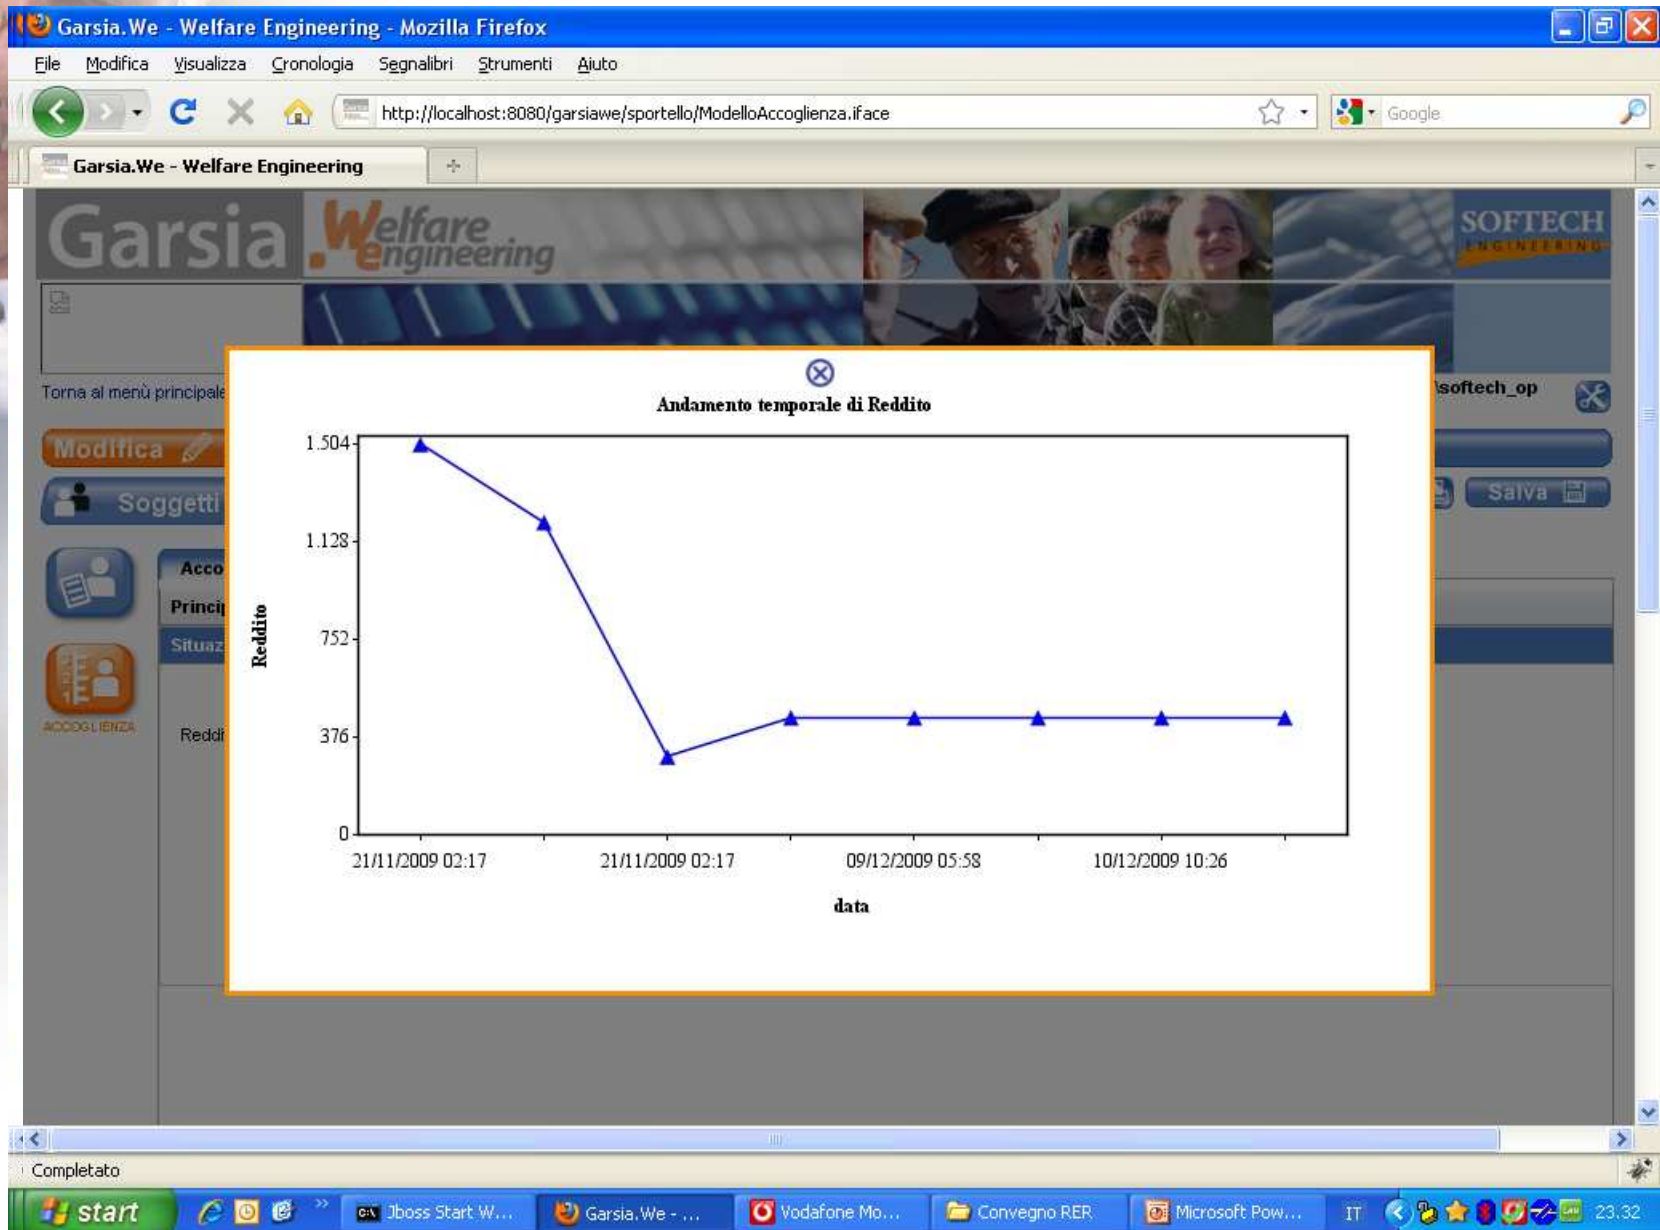 Garsia.We - Welfare Engineering - Mozilla Firefox
File Modifica Visualizza Cronologia Segnalibri Strumenti Aiuto
http://localhost:8080/garsiawe/sportello/ModelloAccoglienza.iface
Google
Garsia.We - Welfare Engineering
Garsia .Welfare engineering
SOFTECH
ENGINEERING
Torna al menù principale
\softech_op
Modifica
Soggetti
Salva
Acco
Princip
Situaz
ACCOGLIENZA
Reddi
Andamento temporale di Reddito
1.504
1.128
752
376
0
Reddito
21/11/2009 02:17 21/11/2009 02:17 09/12/2009 05:58 10/12/2009 10:26
data
Completato
start Jboss Start W... Garsia.We - ... Vodafone Mo... Convegno RER Microsoft Pow... IT 23.32